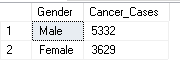 Gender Cancer_Cases
1 Male 5332
2 Female 3629